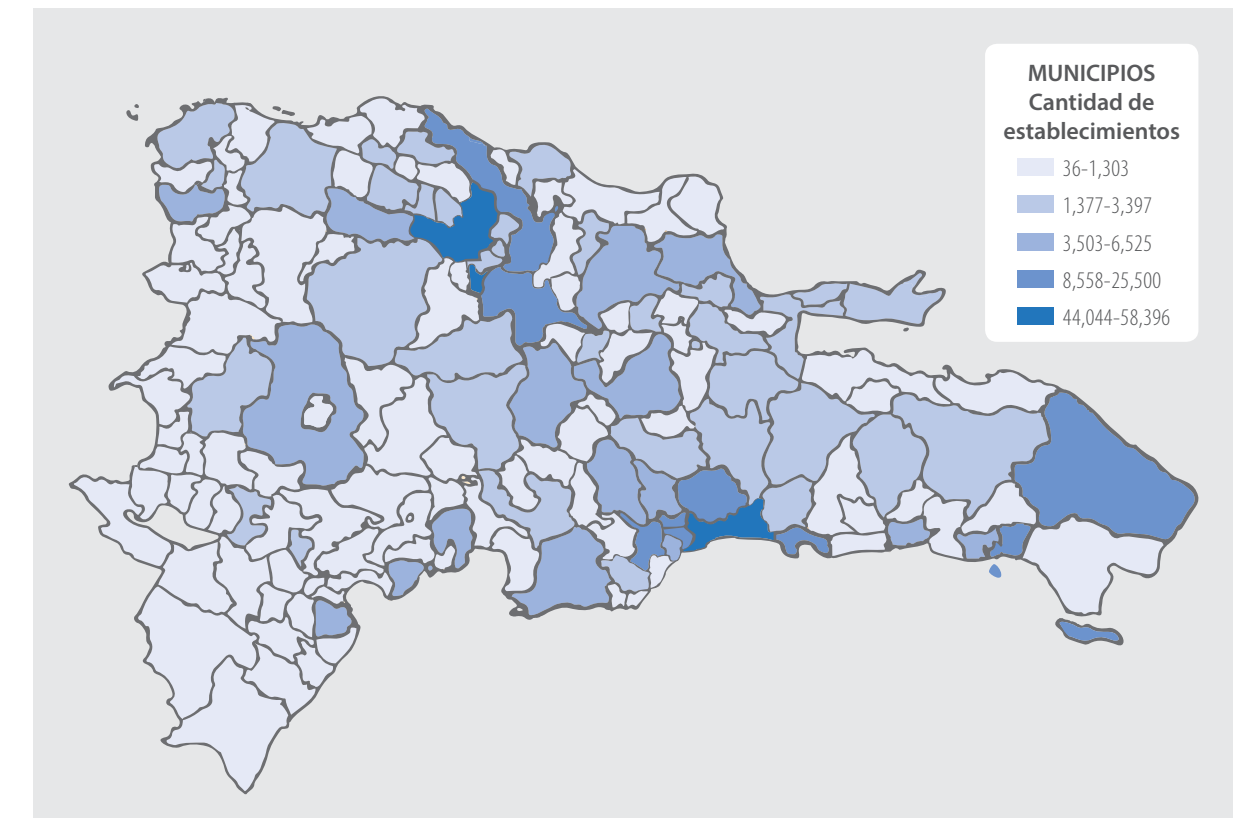 MUNICIPIOS
Cantidad de
establecimientos
36-1,303
1,377-3,397
3,503-6,525
8,558-25,500
44,044-58,396